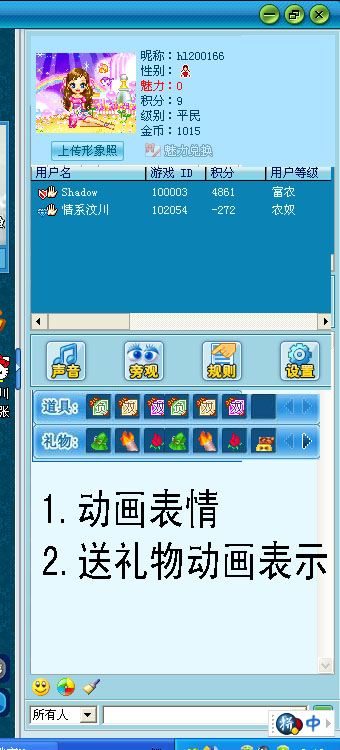 昵称：hl200166
性别：
魅力：0
积分：9
级别：平民
金币：1015
上传形象照 魅力兑换
用户名 游戏 ID 积分 用户等级
Shadow 100003 4861 富农
情系汶川 102054 -272 农奴
声音 旁观 规则 设置
道具：
礼物：
1.动画表情
2.送礼物动画表示
所有人
中